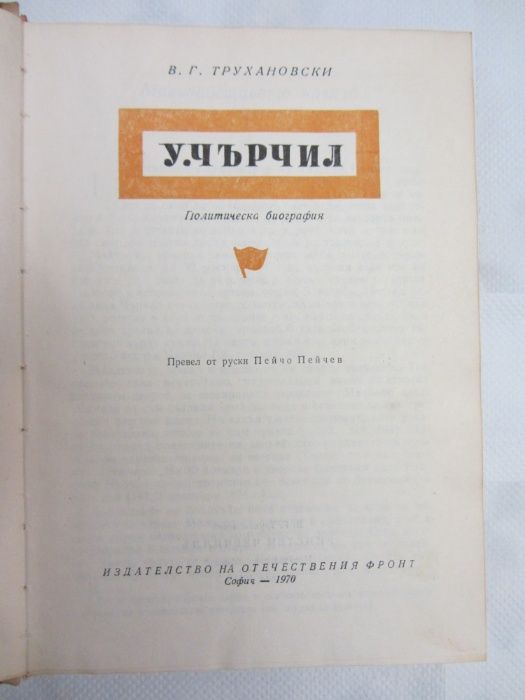 В. Г. ТРУХАНОВСКИ
У.ЧЪРЧИЛ
Политическа биография
Превел от руски Пейчо Пейчев
ИЗДАТЕЛСТВО НА ОТЕЧЕСТВЕНИЯ ФРОНТ
София — 1970